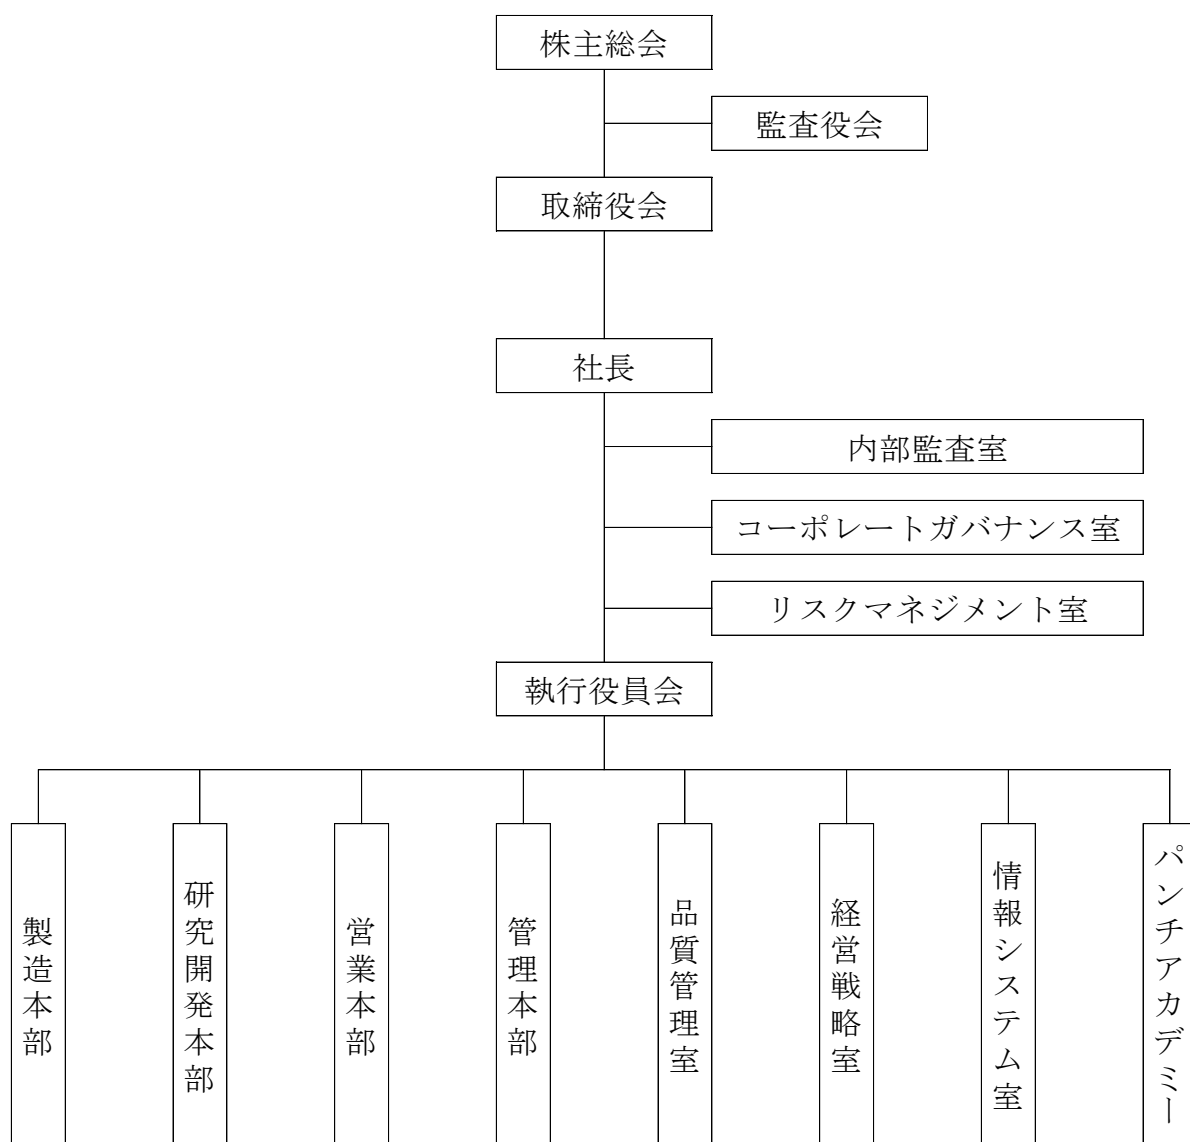 株主総会
監査役会
取締役会
社長
内部監査室
コーポレートガバナンス室
リスクマネジメント室
執行役員会
製造本部
研究開発本部
営業本部
管理本部
品質管理室
経営戦略室
情報システム室
パンチアカデミー